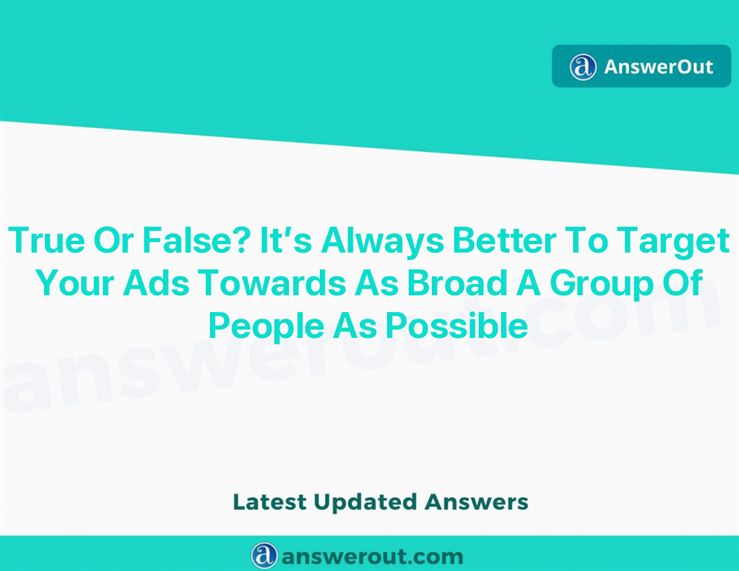 AnswerOut
True Or False? It’s Always Better To Target
Your Ads Towards As Broad A Group Of
People As Possible
answerout.com
Latest Updated Answers
answerout.com